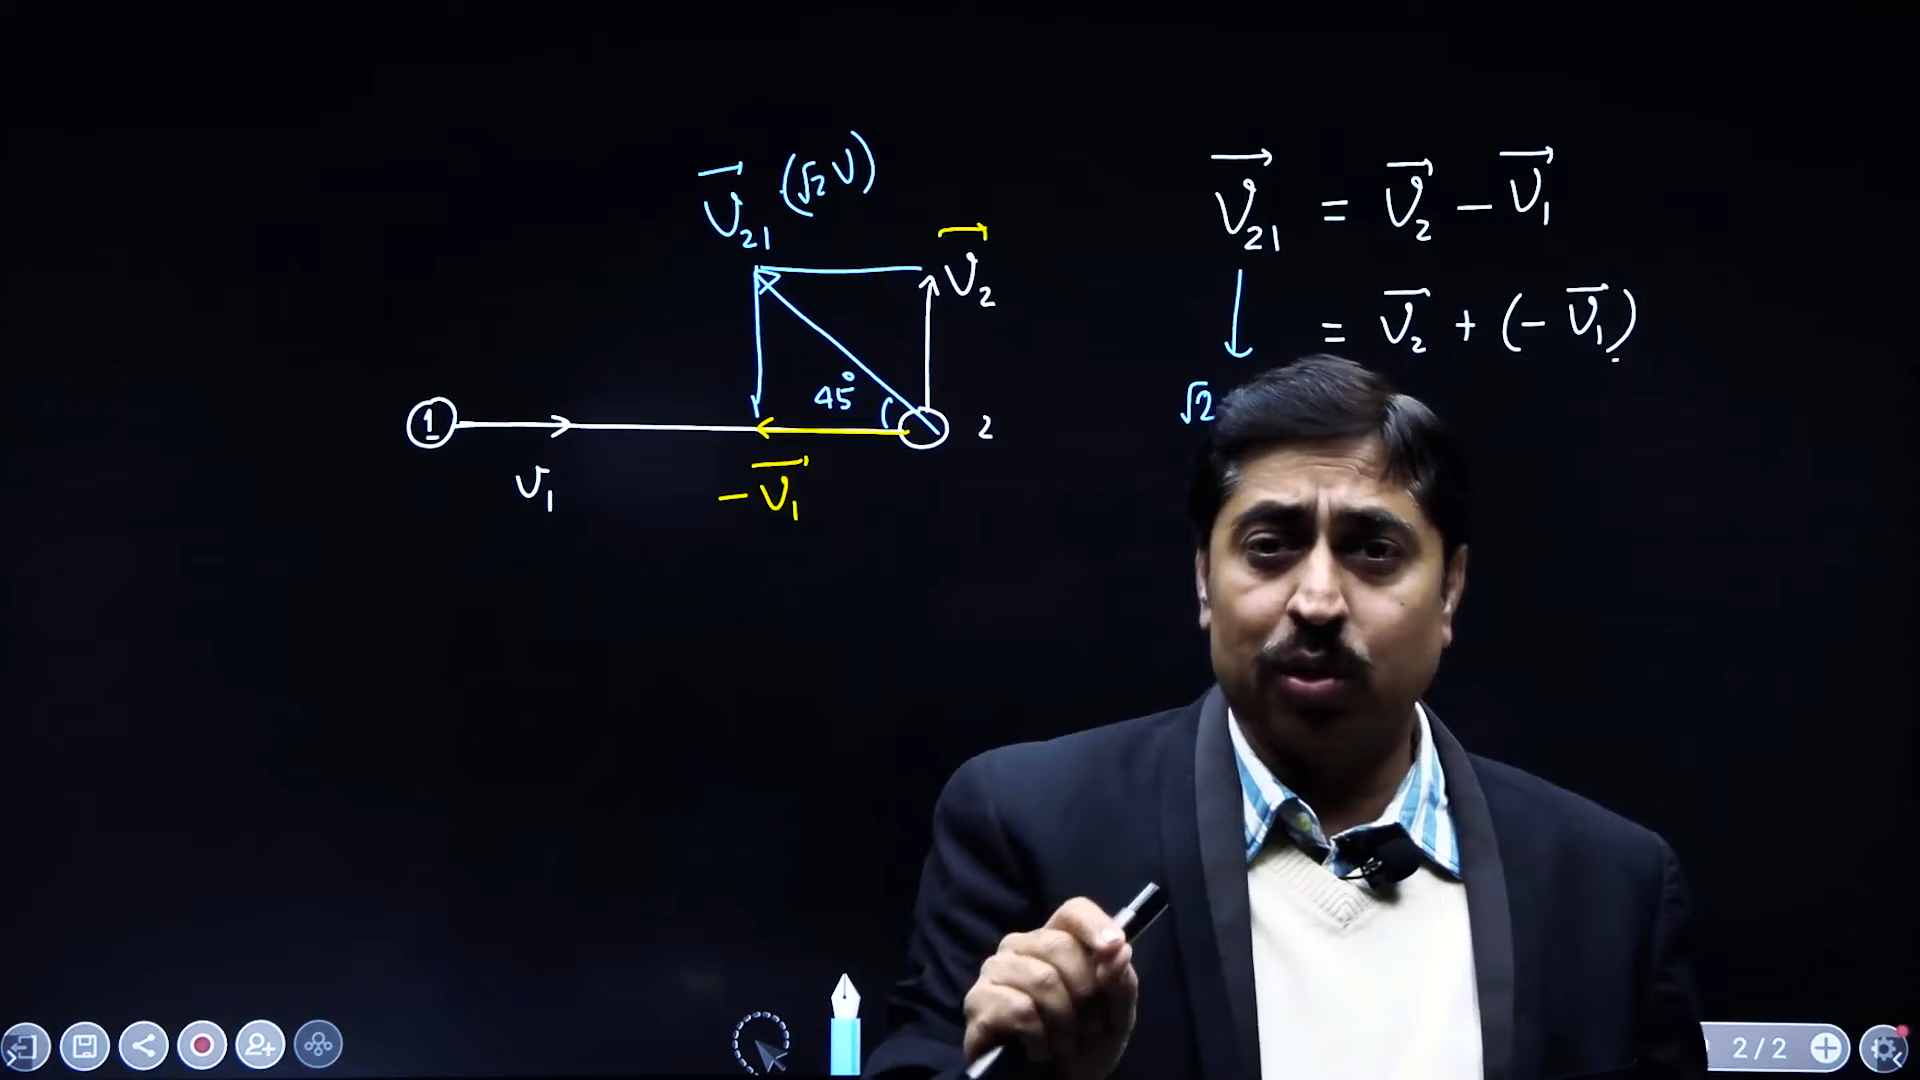 V₂₁ (√2 V)
V₂
45°
1
2
V₁
-V₁
V₂₁ = V₂ - V₁
= V₂ + (-V₁)
√2
2/2